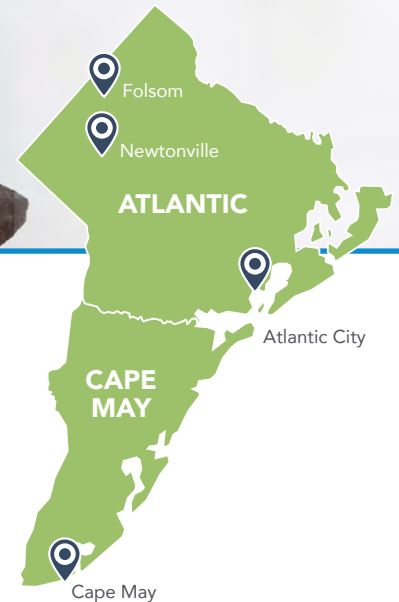 Folsom
Newtonville
ATLANTIC
Atlantic City
CAPE
MAY
Cape May